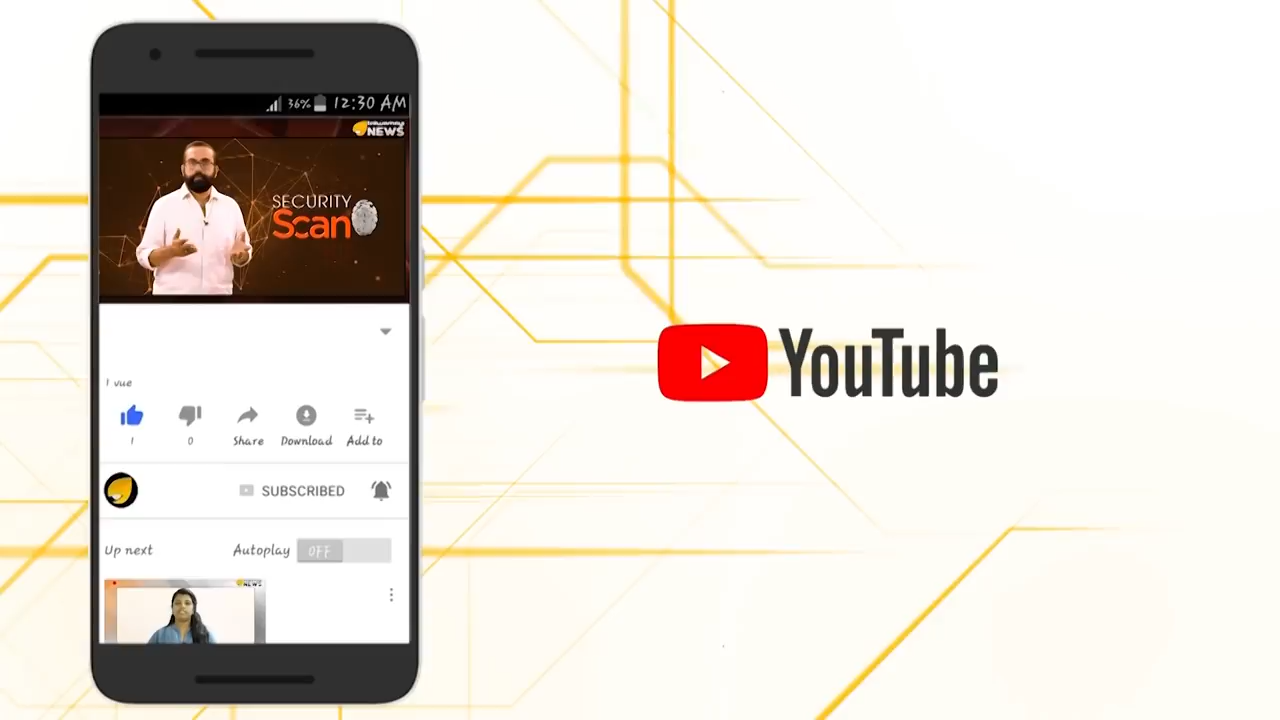 36%
12:30 AM
NEWS
SECURITY
Scan
1 vue
1
0
Share
Download
Add to
SUBSCRIBED
Up next
Autoplay
OFF
NEWS
YouTube